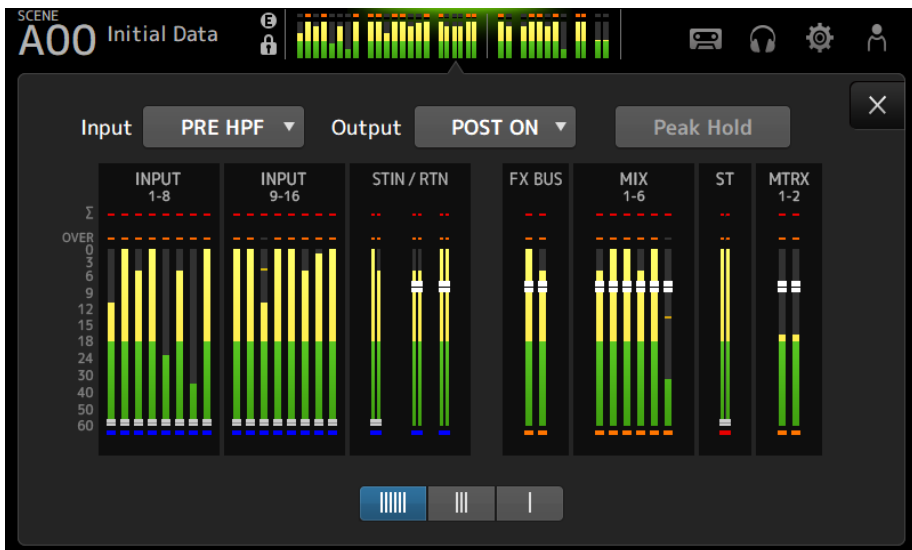 SCENE
A00 Initial Data
E
Input PRE HPF Output POST ON Peak Hold
INPUT 1-8
INPUT 9-16
STIN / RTN
FX BUS
MIX 1-6
ST
MTRX 1-2
Σ
OVER
0
3
6
9
12
15
18
24
30
40
50
60